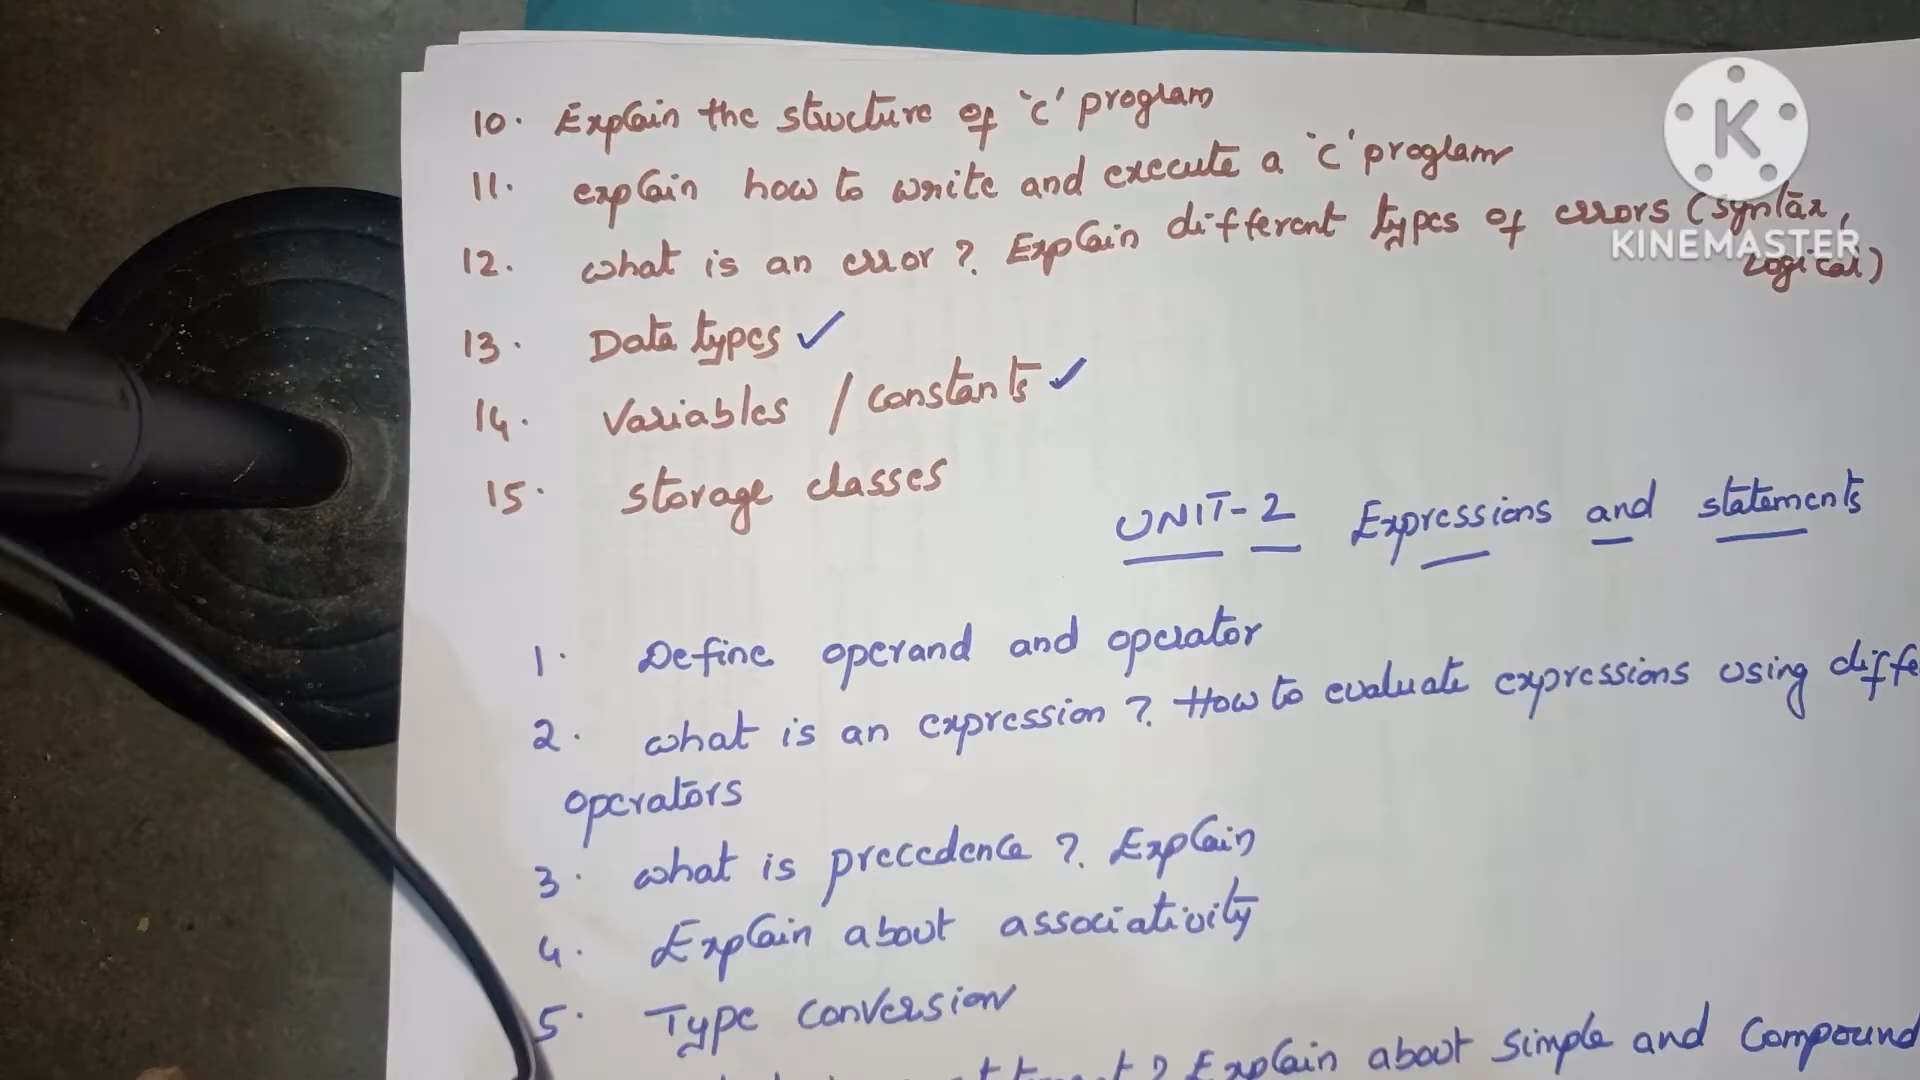 10. Explain the structure of 'c' program
11. explain how to write and execute a 'c' program
12. what is an error ? Explain different types of errors (syntax,
logical)
KINEMASTER
13. Data types ✓
14. Variables / constants ✓
15. storage classes
UNIT-2 Expressions and statements
1. Define operand and operator
2. what is an expression ? How to evaluate expressions using diffe
operators
3. what is precedence ? Explain
4. Explain about associativity
5. Type conversion
? Explain about simple and compound